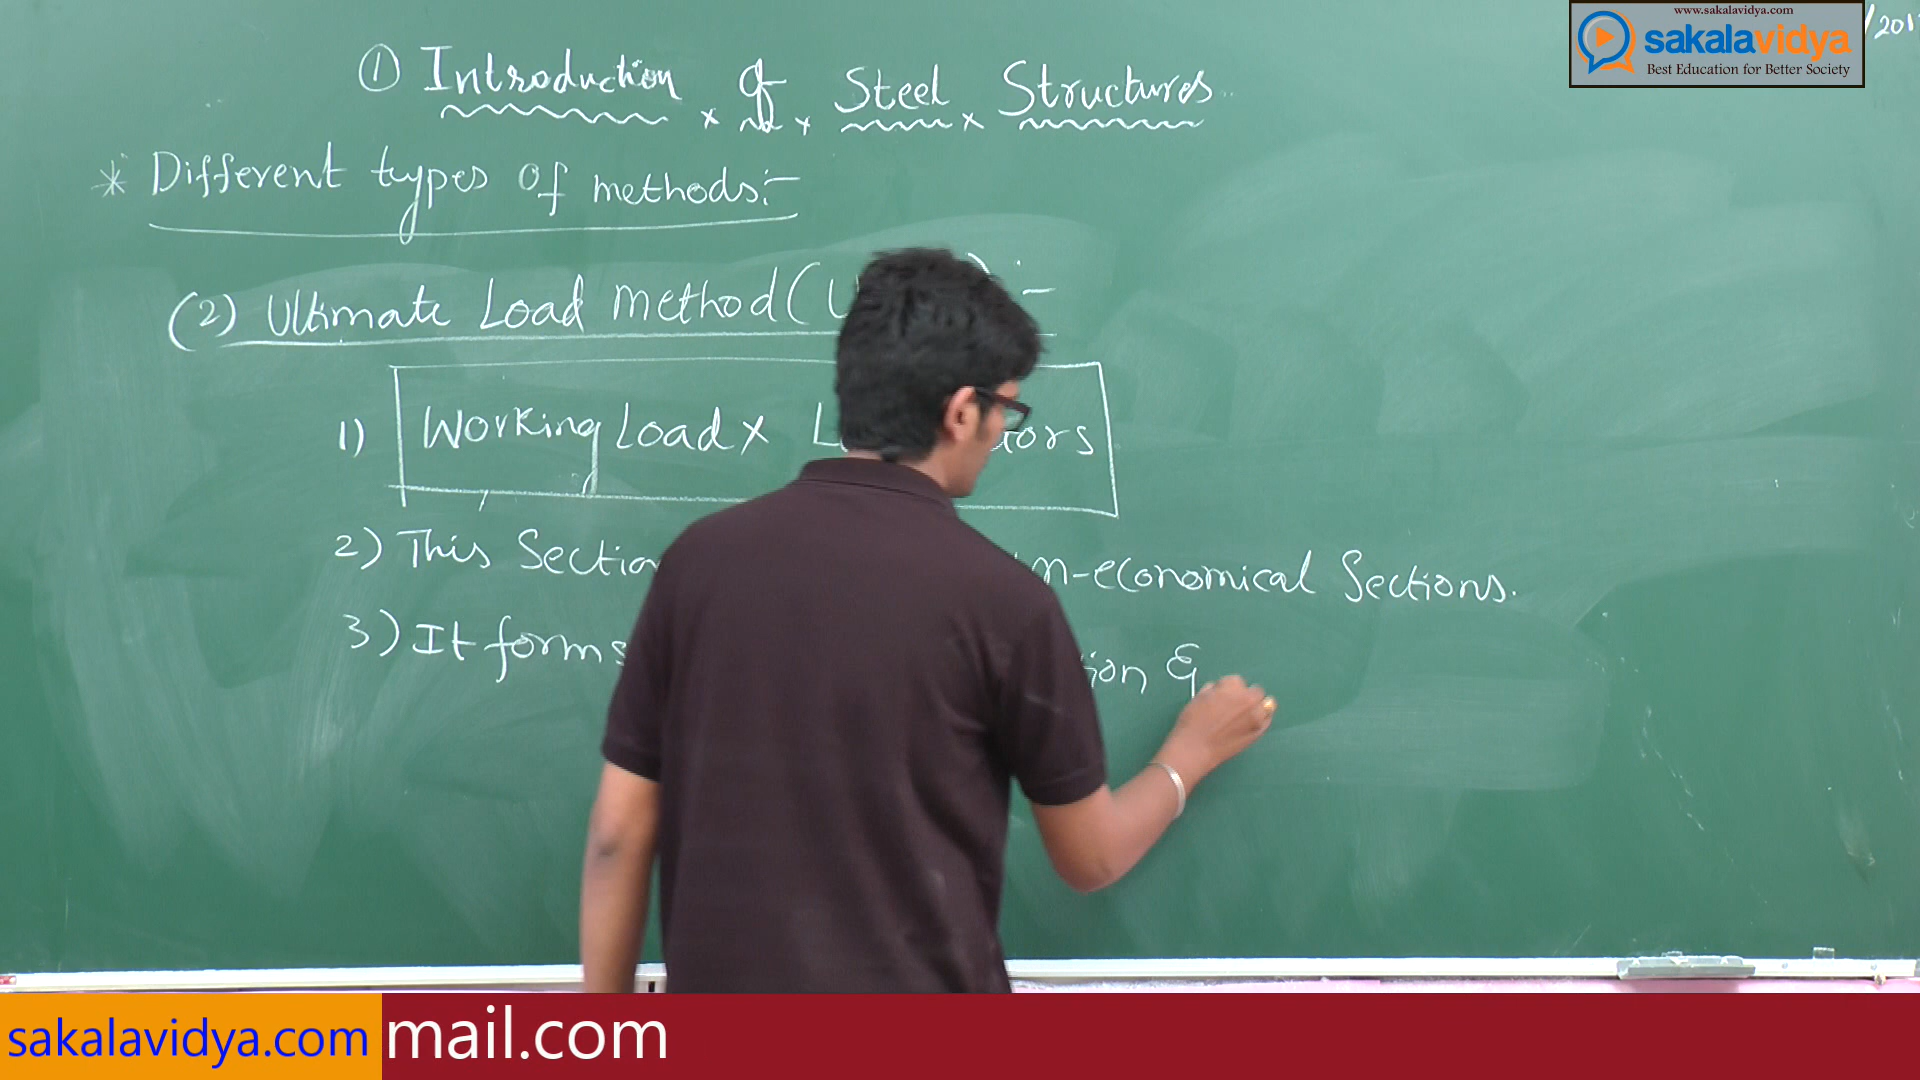 www.sakalavidya.com
sakalavidya
Best Education for Better Society
/201
① Introduction of Steel Structures
* Different types of methods:-
(2) Ultimate Load Method (U ) :-
1) Working Load x L tors
2) This Section n-economical Sections.
3) It forms ion &
sakalavidya.com mail.com